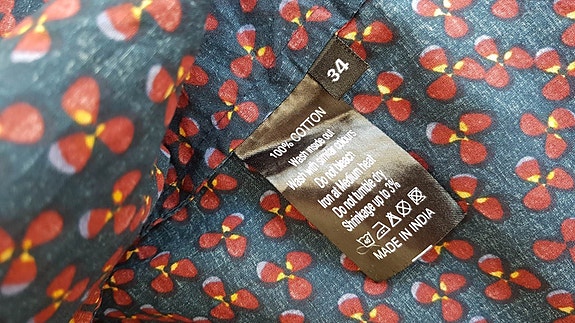 34
100% COTTON
Wash inside out
Wash with similar colours
Do not bleach
Iron at Medium heat
Do not tumble dry
Shrinkage up to 3%
MADE IN INDIA